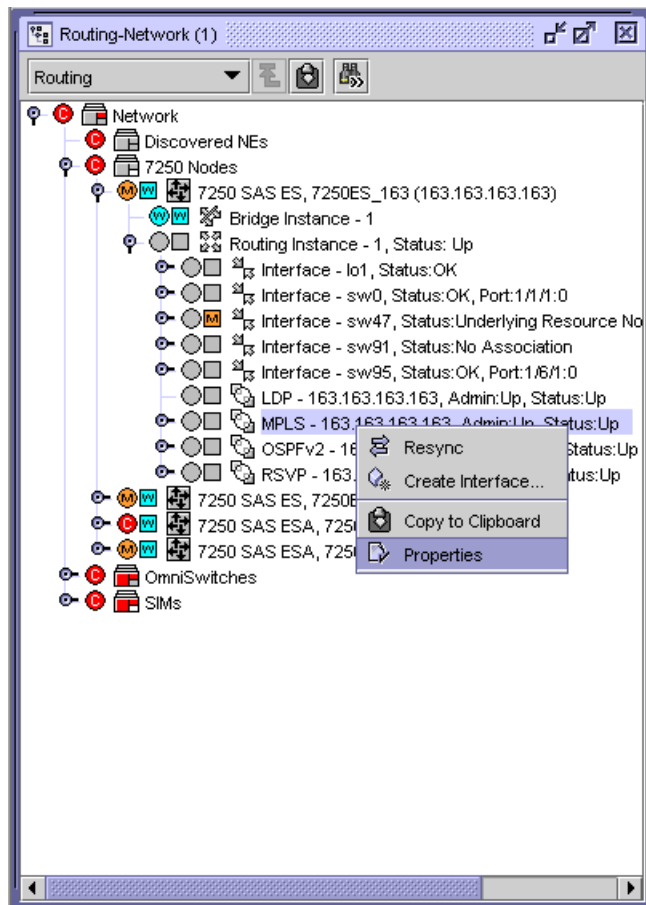 Routing-Network (1)
Routing
C Network
C Discovered NEs
C 7250 Nodes
M W 7250 SAS ES, 7250ES_163 (163.163.163.163)
W W Bridge Instance - 1
Routing Instance - 1, Status: Up
Interface - lo1, Status:OK
Interface - sw0, Status:OK, Port:1/1/1:0
M Interface - sw47, Status:Underlying Resource No
Interface - sw91, Status:No Association
Interface - sw95, Status:OK, Port:1/6/1:0
LDP - 163.163.163.163, Admin:Up, Status:Up
MPLS - 163.163.163.163, Admin:Up, Status:Up
OSPFv2 - 16 Status:Up
RSVP - 163. tus:Up
Resync
Create Interface...
Copy to Clipboard
Properties
M W 7250 SAS ES, 7250E
C W 7250 SAS ESA, 725
M W 7250 SAS ESA, 725
C OmniSwitches
C SIMs